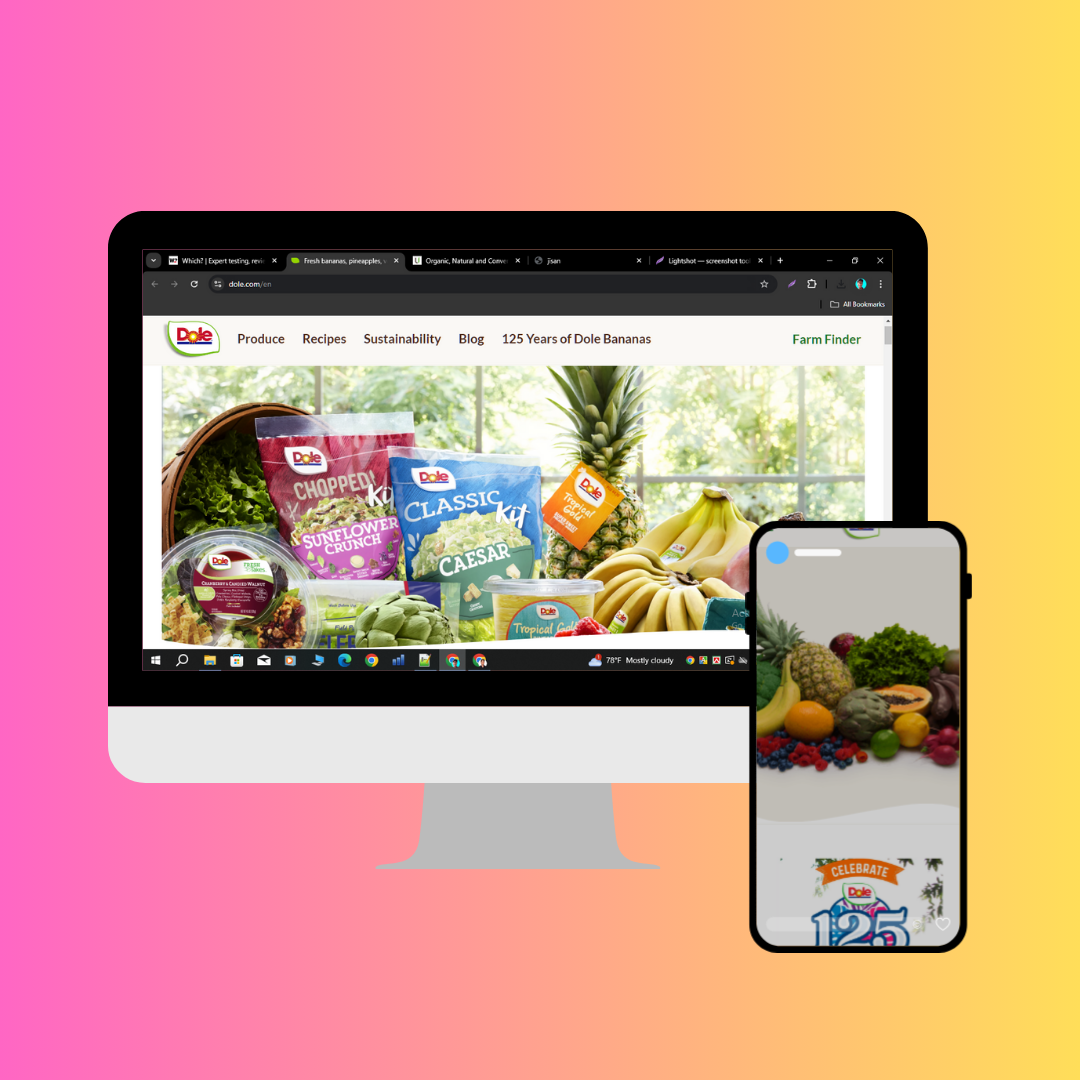 Which? | Expert testing, revie
Fresh bananas, pineapples, v
Organic, Natural and Conve
jisan
Lightshot — screenshot tool
dole.com/en
All Bookmarks
Dole
Produce
Recipes
Sustainability
Blog
125 Years of Dole Bananas
Farm Finder
Dole
CHOPPED!
Kit
SUNFLOWER
CRUNCH
Dole
CLASSIC
Kit
CAESAR
Dole
Tropical
Gold
Dole
FRESH
takes
CRANBERRY & CANDIED WALNUT
Dole
Tropical Gold
78°F Mostly cloudy
CELEBRATE
Dole
125